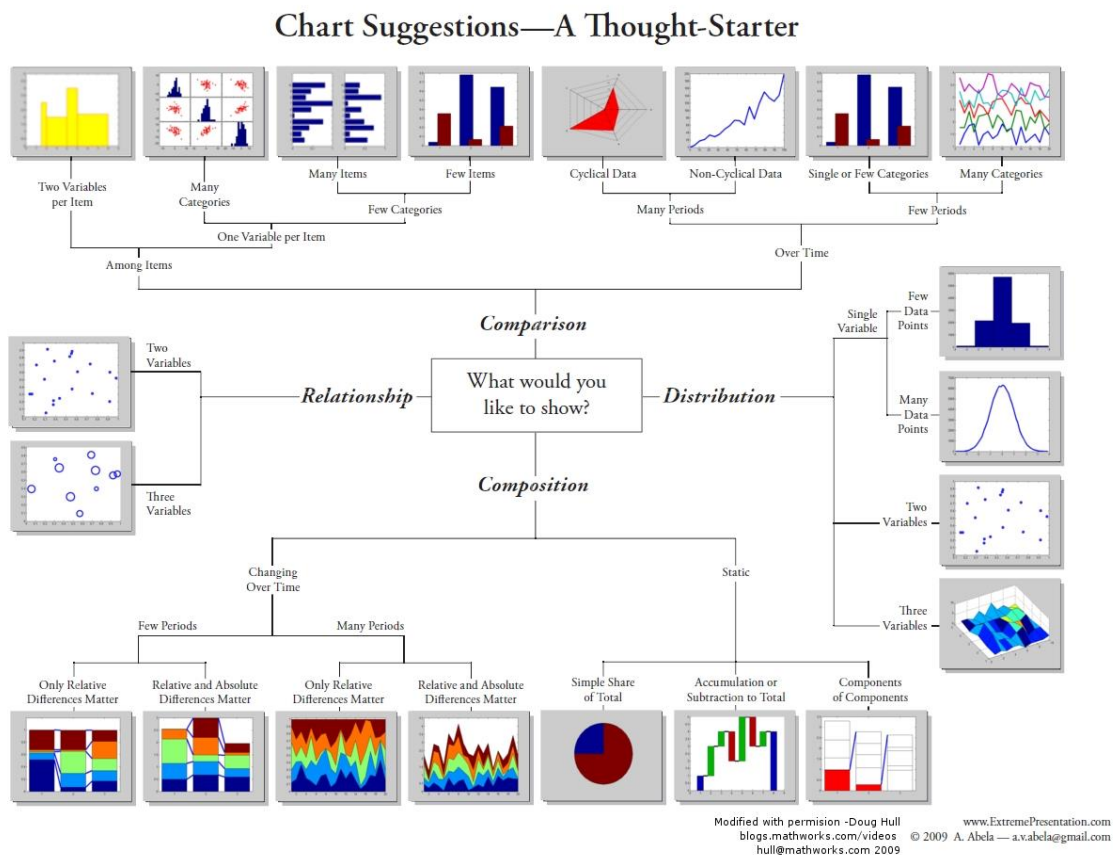 Chart Suggestions—A Thought-Starter
Two Variables
per Item
Many
Categories
Many Items
Few Items
Cyclical Data
Non-Cyclical Data
Single or Few Categories
Many Categories
Few Categories
Many Periods
Few Periods
One Variable per Item
Over Time
Among Items
Comparison
Few
Data
Points
Single
Variable
Two
Variables
Relationship
What would you
like to show?
Distribution
Many
Data
Points
Three
Variables
Composition
Two
Variables
Changing
Over Time
Static
Three
Variables
Few Periods
Many Periods
Only Relative
Differences Matter
Relative and Absolute
Differences Matter
Only Relative
Differences Matter
Relative and Absolute
Differences Matter
Simple Share
of Total
Accumulation or
Subtraction to Total
Components
of Components
Modified with permision -Doug Hull
blogs.mathworks.com/videos
hull@mathworks.com 2009
www.ExtremePresentation.com
© 2009 A. Abela — a.v.abela@gmail.com